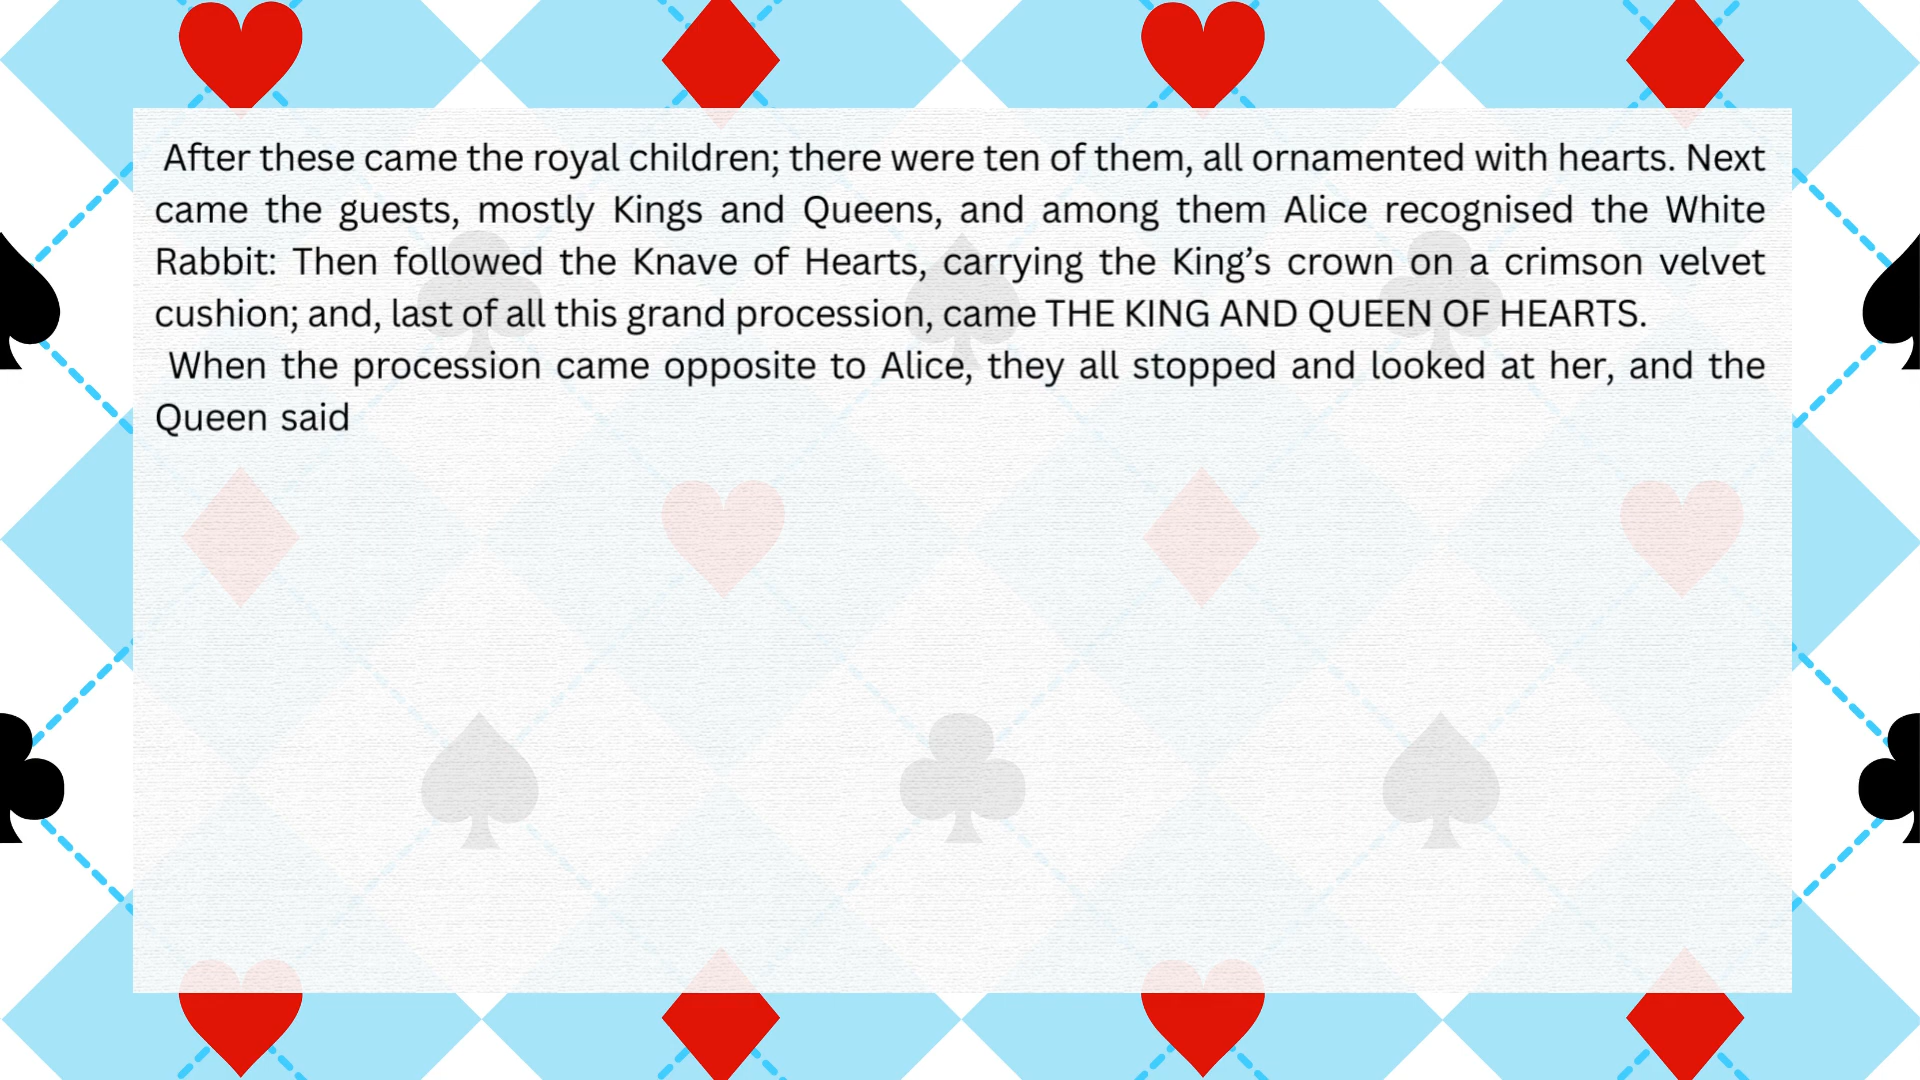 After these came the royal children; there were ten of them, all ornamented with hearts. Next
came the guests, mostly Kings and Queens, and among them Alice recognised the White
Rabbit: Then followed the Knave of Hearts, carrying the King’s crown on a crimson velvet
cushion; and, last of all this grand procession, came THE KING AND QUEEN OF HEARTS.
When the procession came opposite to Alice, they all stopped and looked at her, and the
Queen said